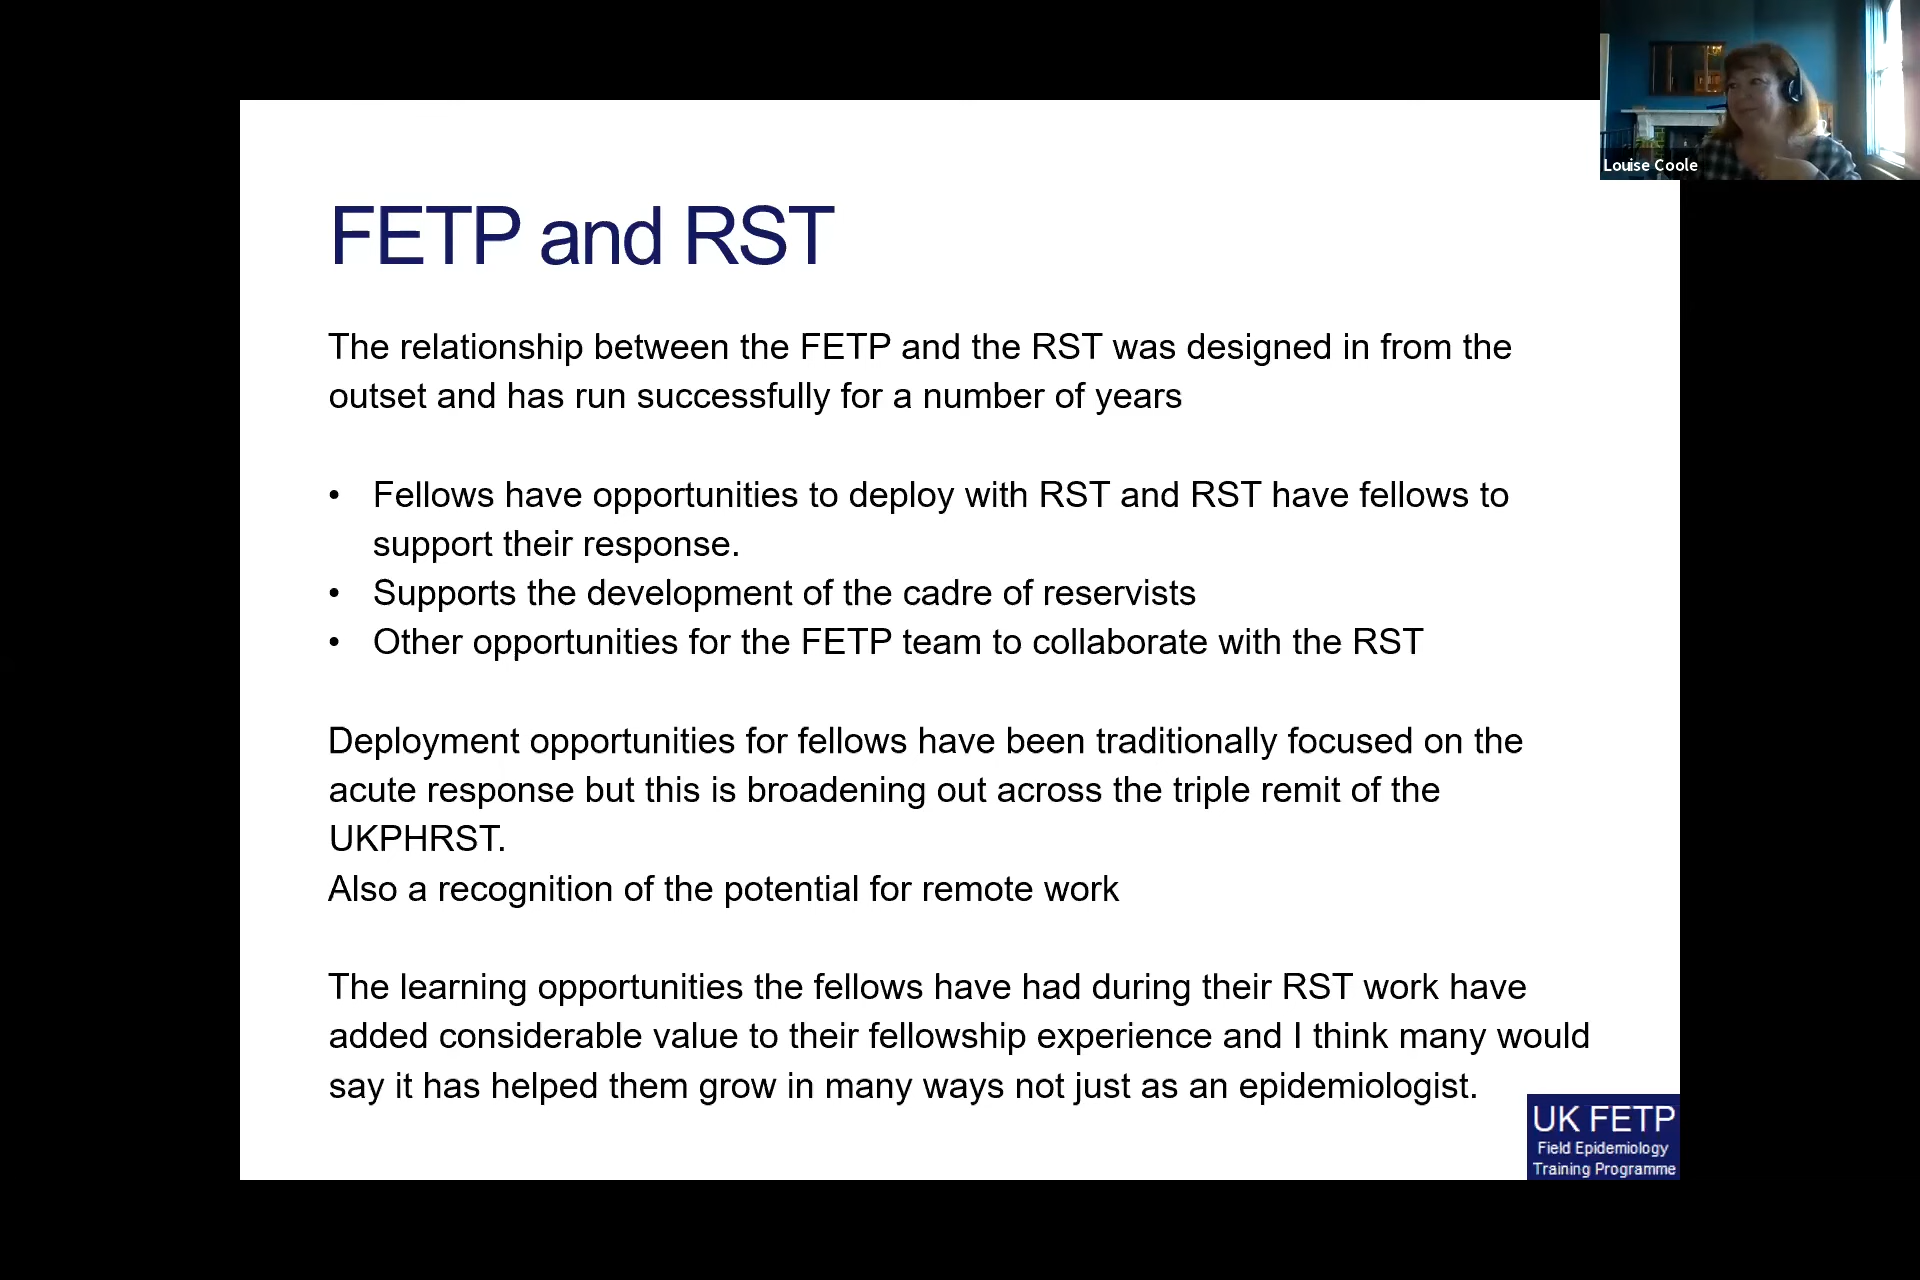 Louise Coole
FETP and RST
The relationship between the FETP and the RST was designed in from the
outset and has run successfully for a number of years
• Fellows have opportunities to deploy with RST and RST have fellows to
support their response.
• Supports the development of the cadre of reservists
• Other opportunities for the FETP team to collaborate with the RST
Deployment opportunities for fellows have been traditionally focused on the
acute response but this is broadening out across the triple remit of the
UKPHRST.
Also a recognition of the potential for remote work
The learning opportunities the fellows have had during their RST work have
added considerable value to their fellowship experience and I think many would
say it has helped them grow in many ways not just as an epidemiologist.
UK FETP
Field Epidemiology
Training Programme